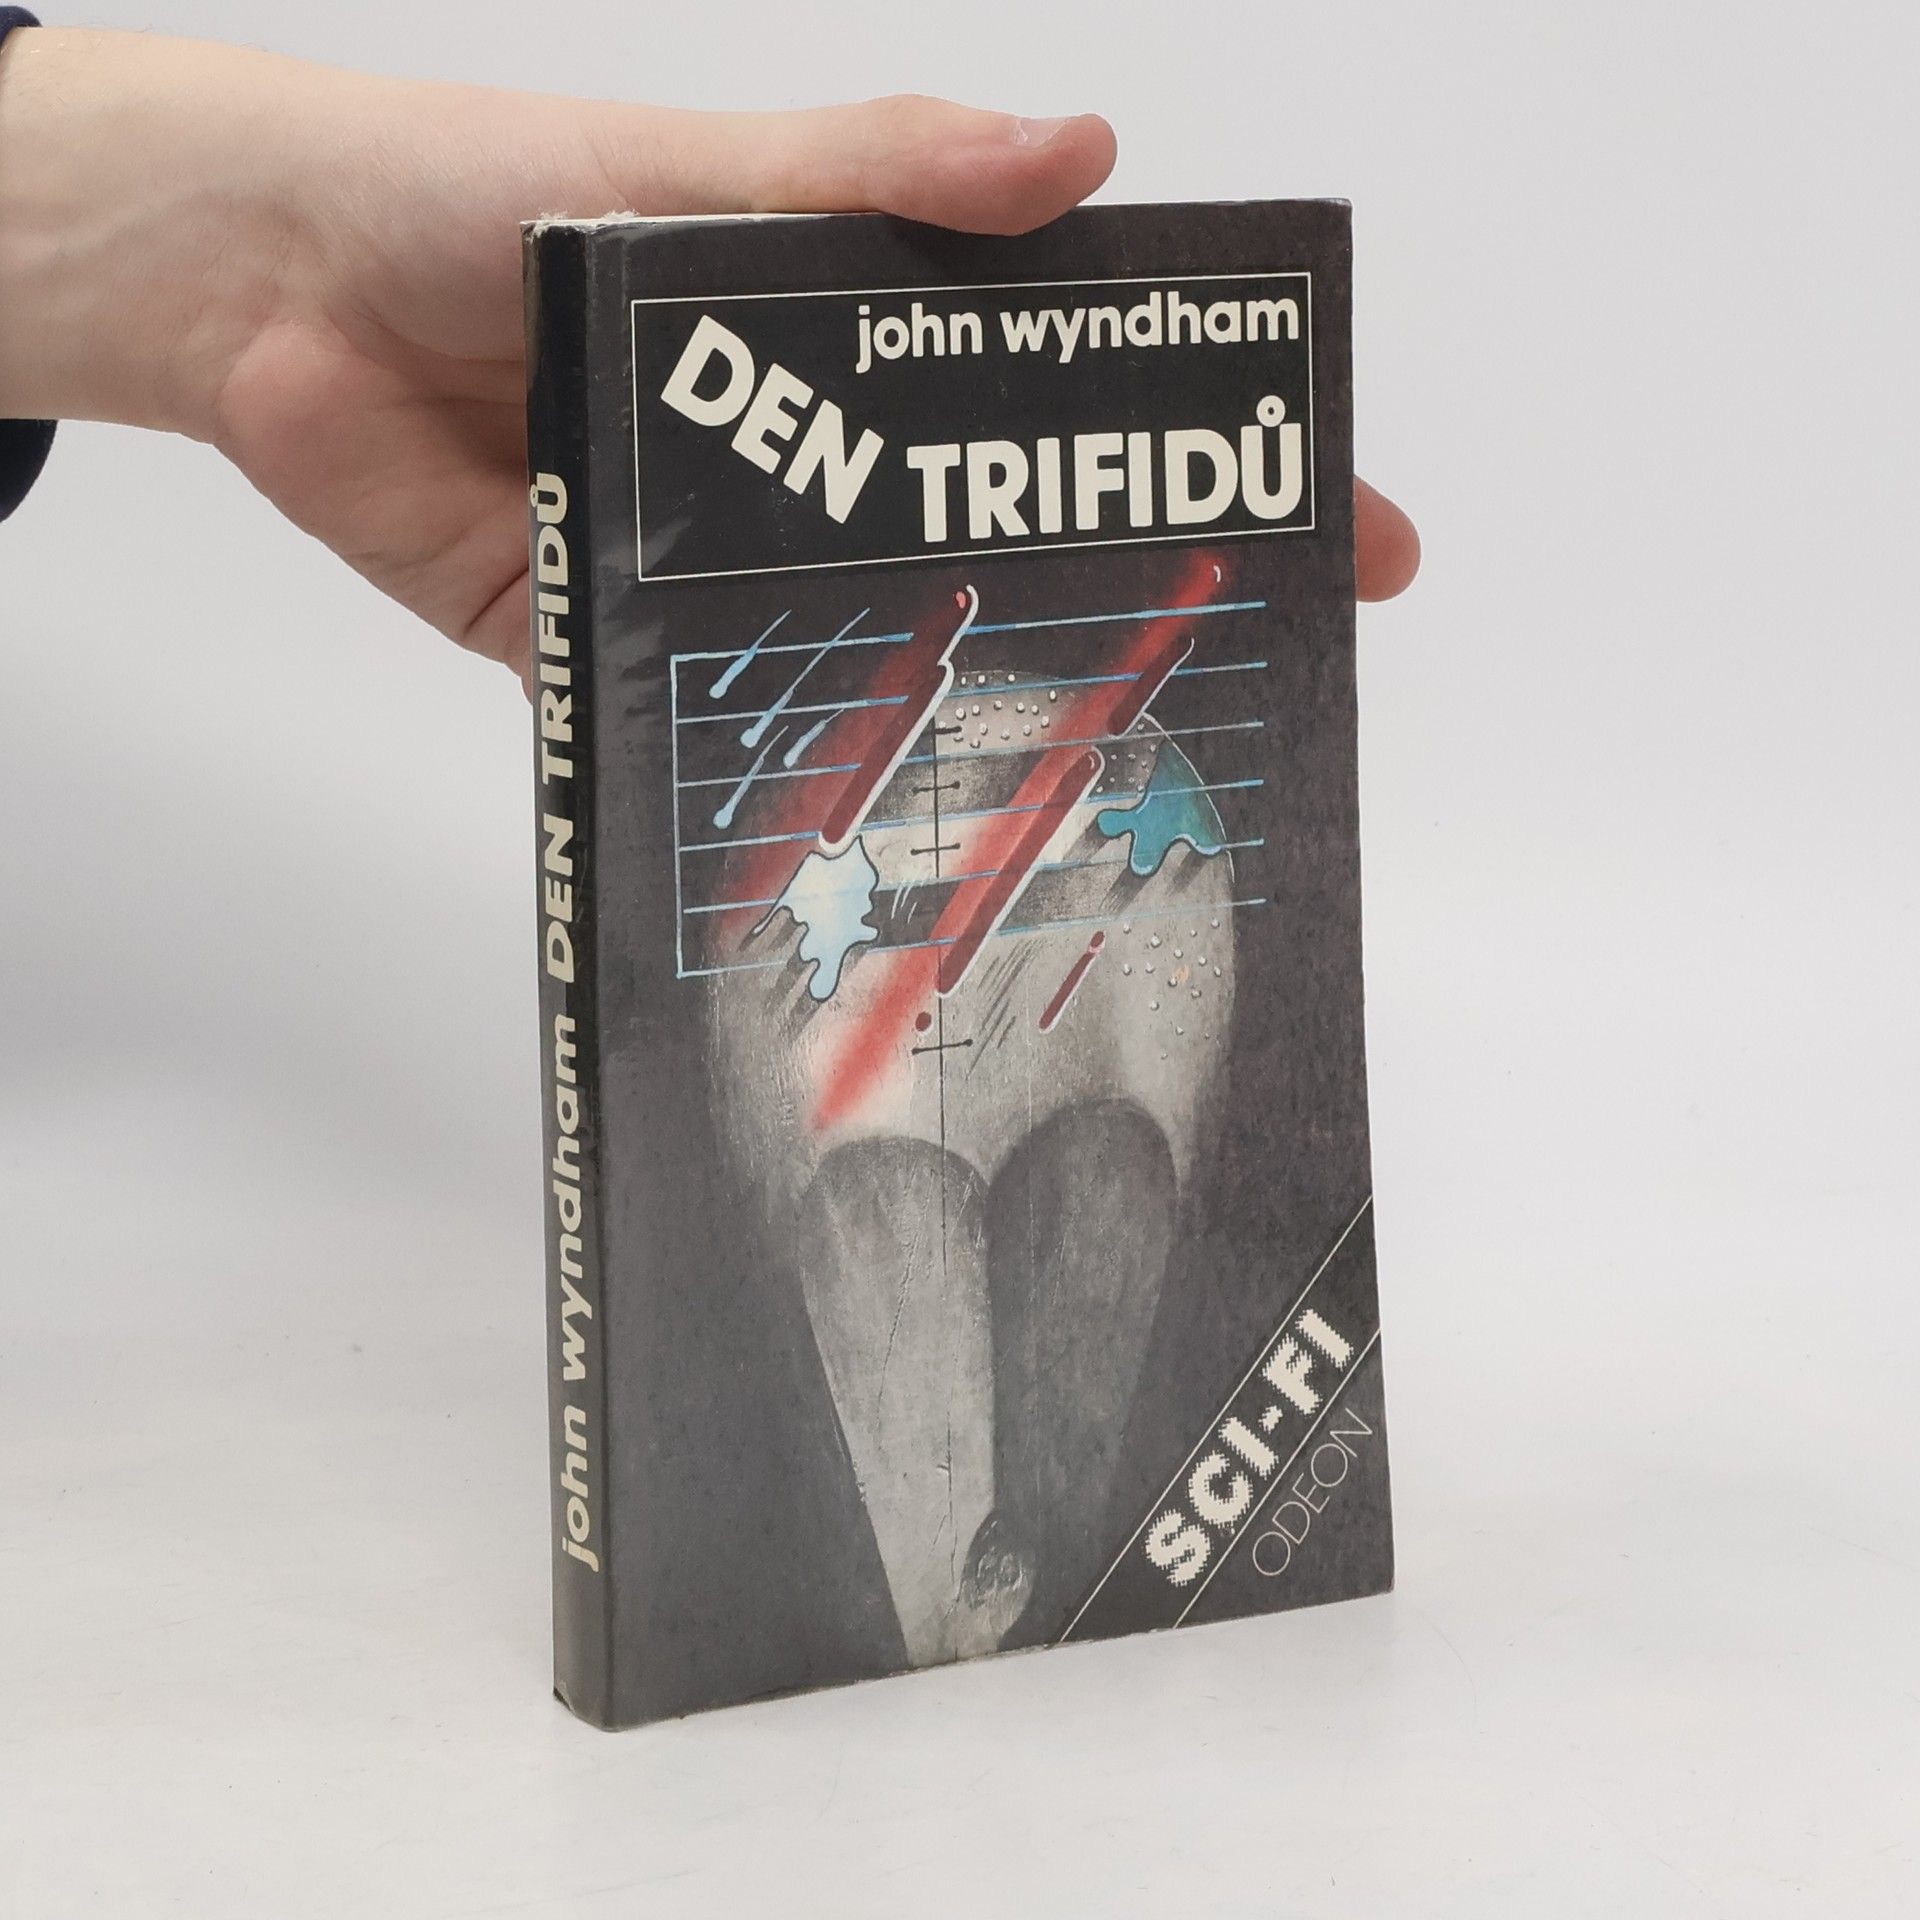 john wyndham
DEN TRIFIDŮ
SCI-FI
ODEON
john wyndham DEN TRIFIDŮ